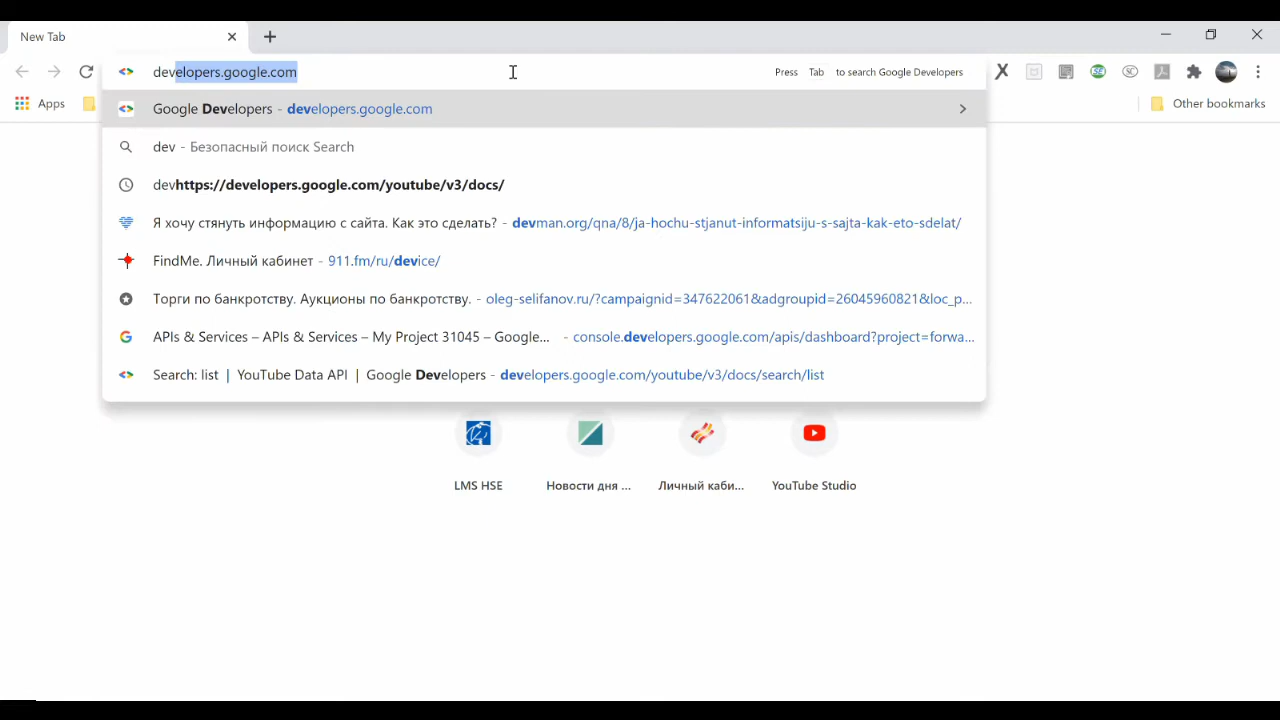 New Tab
developers.google.com Press Tab to search Google Developers
Apps Other bookmarks
Google Developers - developers.google.com
dev - Безопасный поиск Search
devhttps://developers.google.com/youtube/v3/docs/
Я хочу стянуть информацию с сайта. Как это сделать? - devman.org/qna/8/ja-hochu-stjanut-informatsiju-s-sajta-kak-eto-sdelat/
FindMe. Личный кабинет - 911.fm/ru/device/
Торги по банкротству. Аукционы по банкротству. - oleg-selifanov.ru/?campaignid=347622061&adgroupid=26045960821&loc_p...
APIs & Services – APIs & Services – My Project 31045 – Google... - console.developers.google.com/apis/dashboard?project=forwa...
Search: list | YouTube Data API | Google Developers - developers.google.com/youtube/v3/docs/search/list
LMS HSE Новости дня ... Личный каби... YouTube Studio